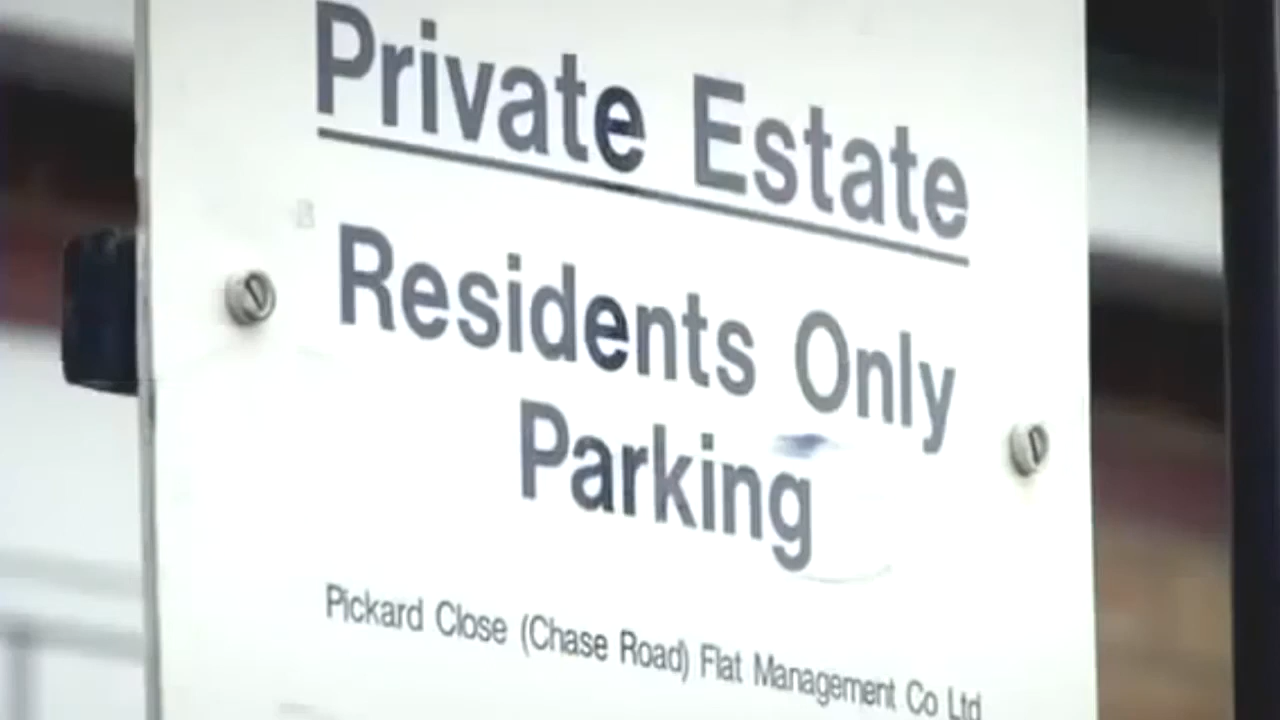 Private Estate
Residents Only
Parking
Pickard Close (Chase Road) Flat Management Co Ltd